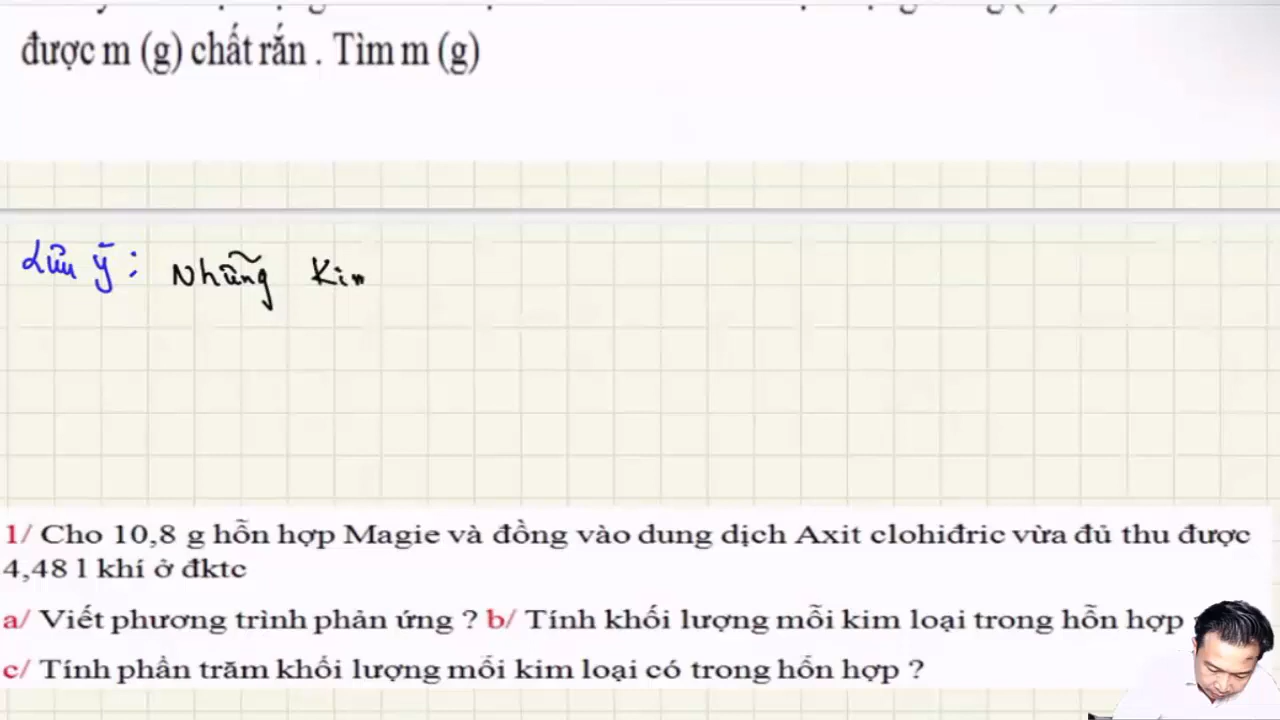 được m (g) chất rắn . Tìm m (g)
Lưu ý : Những Kim
1/ Cho 10,8 g hỗn hợp Magie và đồng vào dung dịch Axit clohiđric vừa đủ thu được
4,48 l khí ở đktc
a/ Viết phương trình phản ứng ? b/ Tính khối lượng mỗi kim loại trong hỗn hợp
c/ Tính phần trăm khối lượng mỗi kim loại có trong hỗn hợp ?